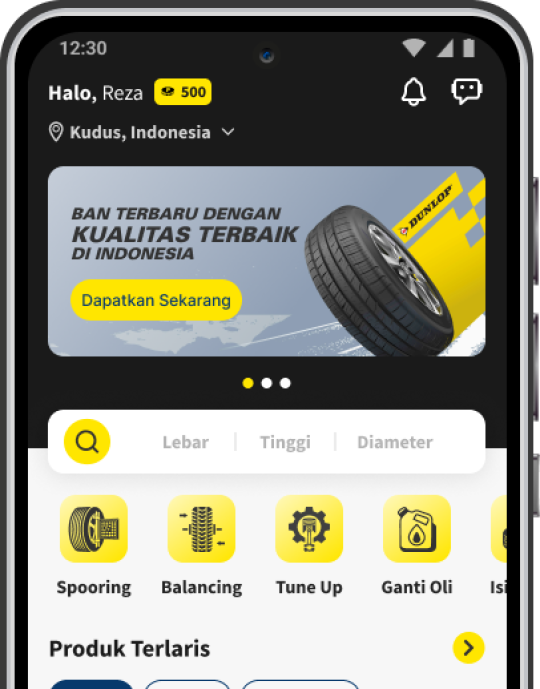 12:30
Halo, Reza 500
Kudus, Indonesia
BAN TERBARU DENGAN
KUALITAS TERBAIK
DI INDONESIA
DUNLOP
Dapatkan Sekarang
Lebar Tinggi Diameter
Spooring Balancing Tune Up Ganti Oli Isi
Produk Terlaris